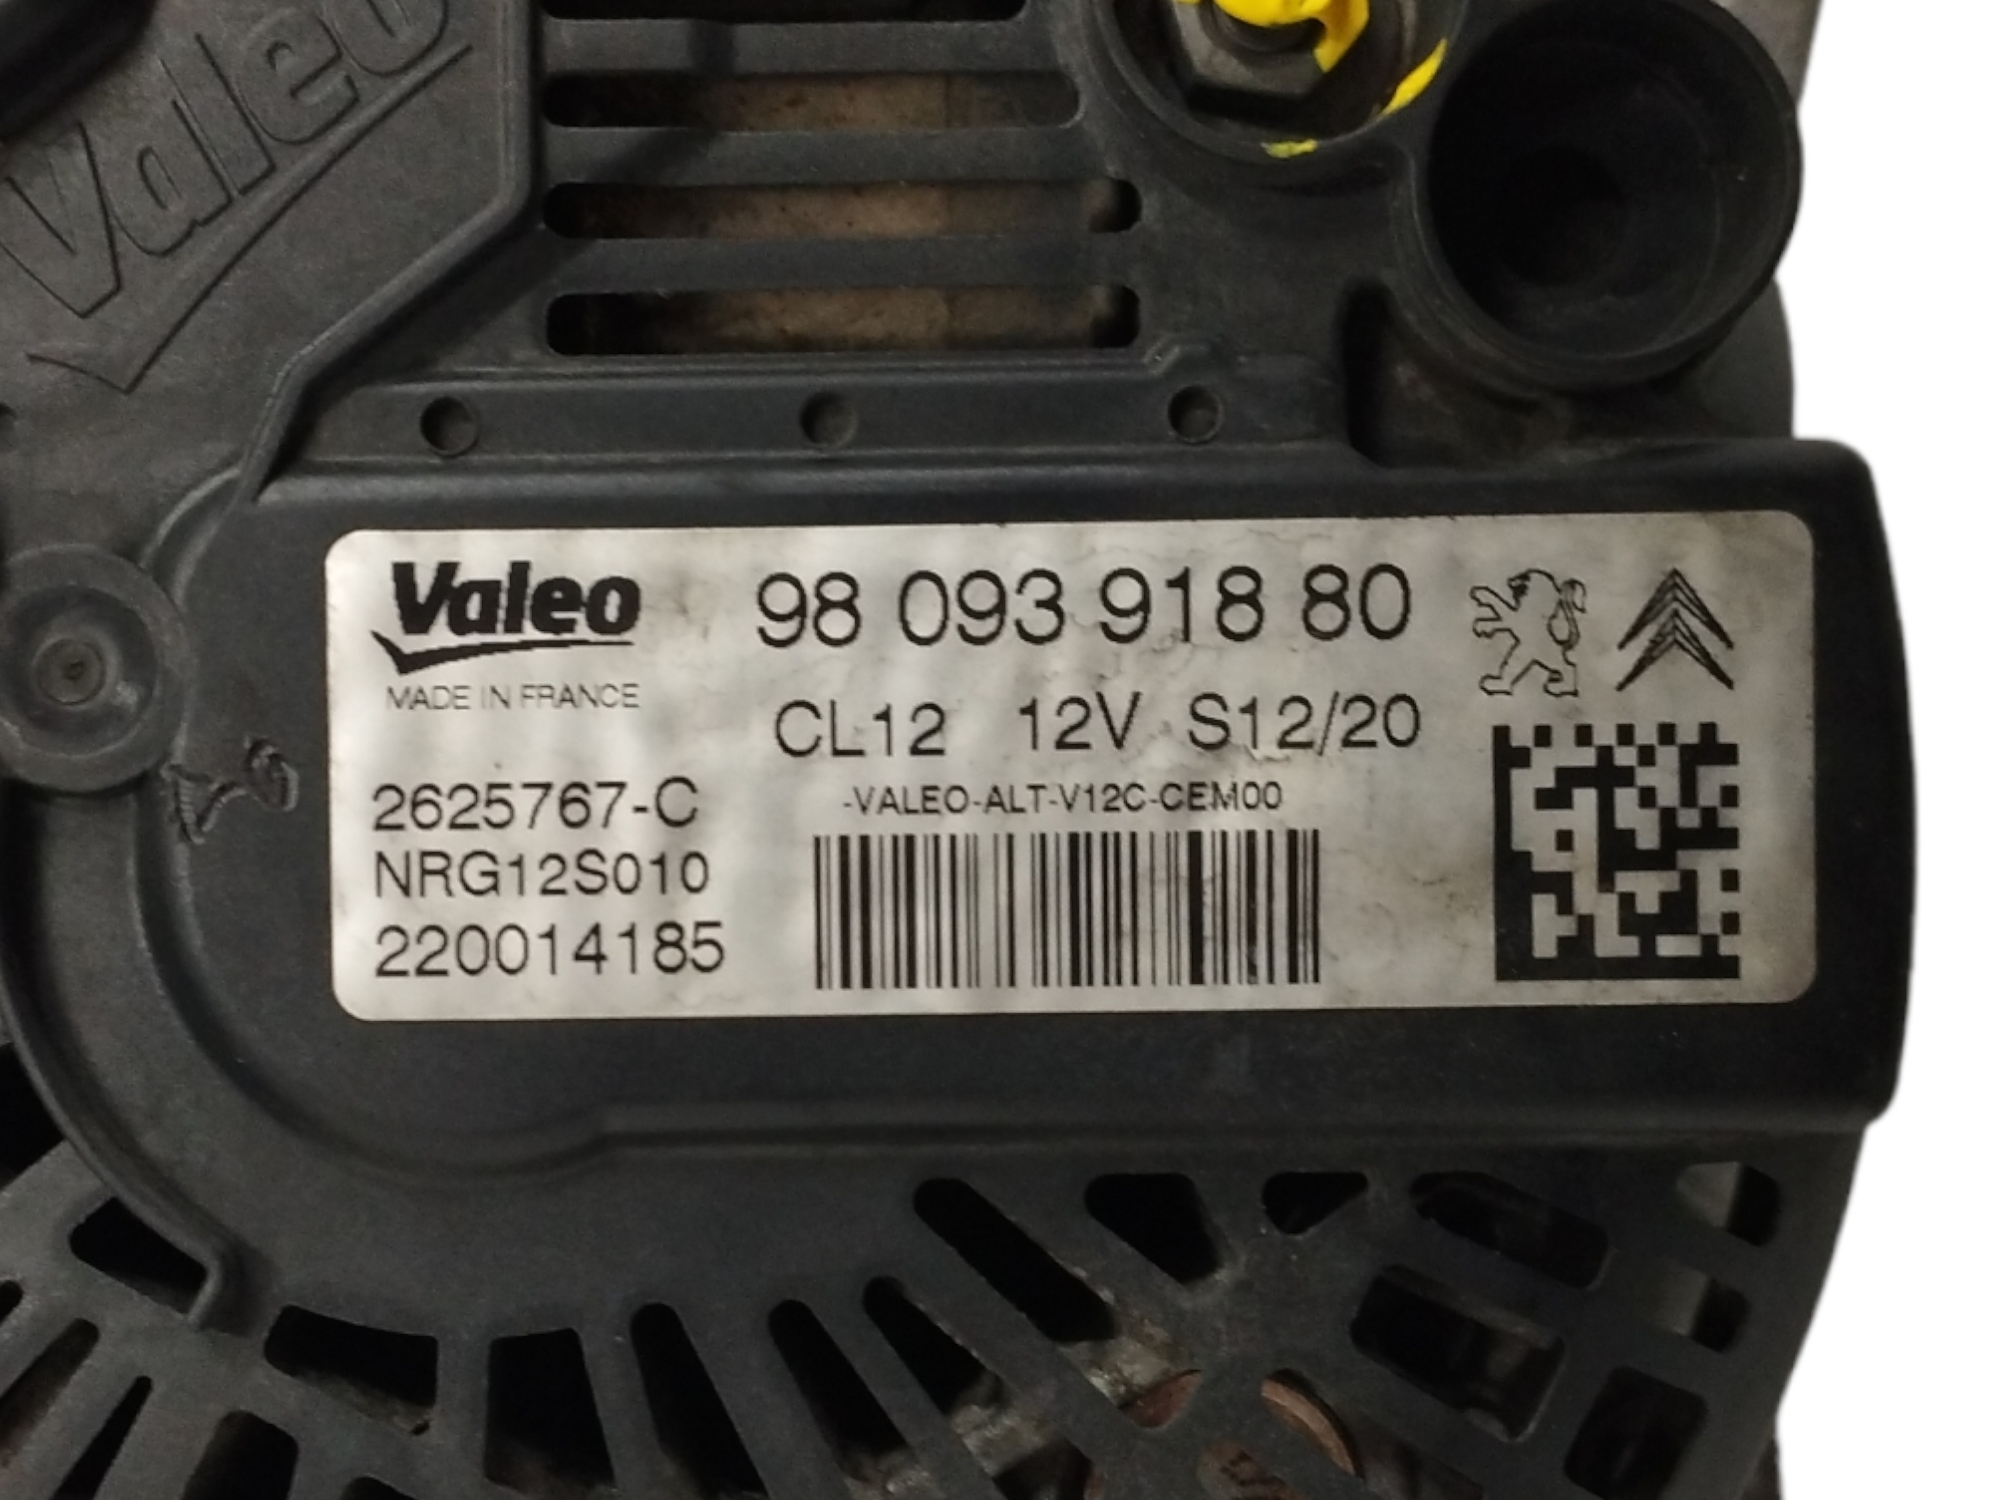 Valeo
Valeo 98 093 918 80
MADE IN FRANCE
CL12 12V S12/20
2625767-C
-VALEO-ALT-V12C-CEM00
NRG12S010
220014185